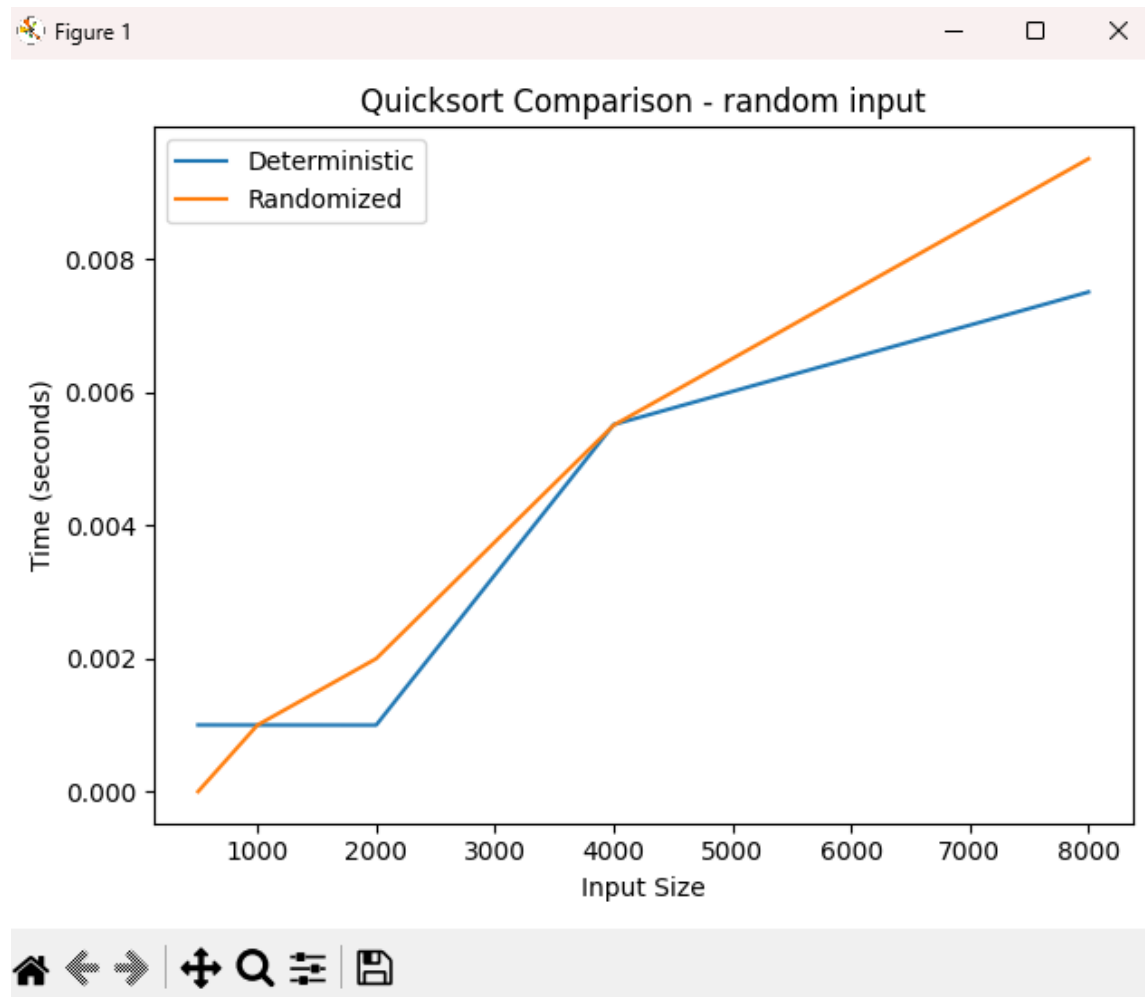 Figure 1
Quicksort Comparison - random input
Deterministic
Randomized
0.008
0.006
0.004
0.002
0.000
Time (seconds)
1000 2000 3000 4000 5000 6000 7000 8000
Input Size